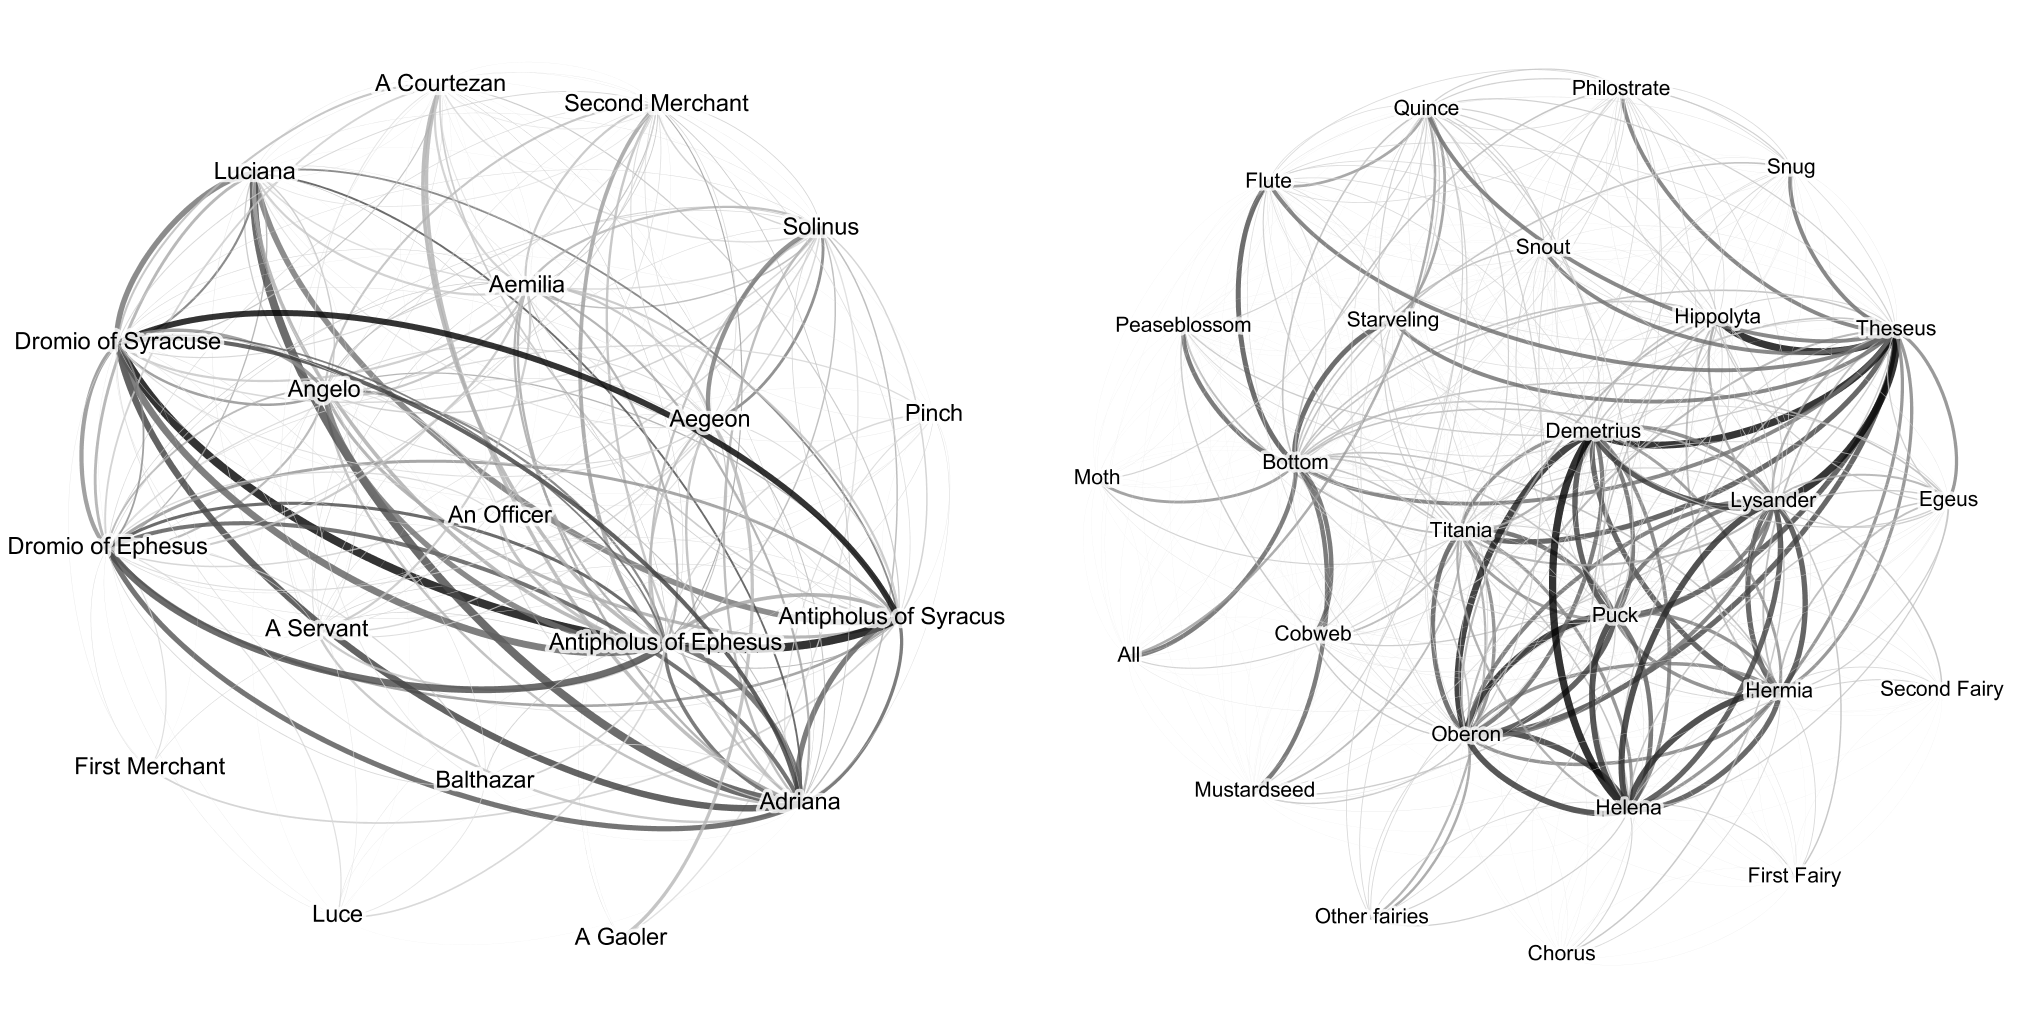 A Courtezan
Second Merchant
Luciana
Solinus
Aemilia
Dromio of Syracuse
Angelo
Aegeon
Pinch
An Officer
Dromio of Ephesus
A Servant
Antipholus of Ephesus
Antipholus of Syracus
First Merchant
Balthazar
Adriana
Luce
A Gaoler
Philostrate
Quince
Snug
Flute
Snout
Peaseblossom
Starveling
Hippolyta
Theseus
Demetrius
Bottom
Moth
Lysander
Egeus
Titania
Puck
Cobweb
All
Hermia
Second Fairy
Oberon
Mustardseed
Helena
First Fairy
Other fairies
Chorus